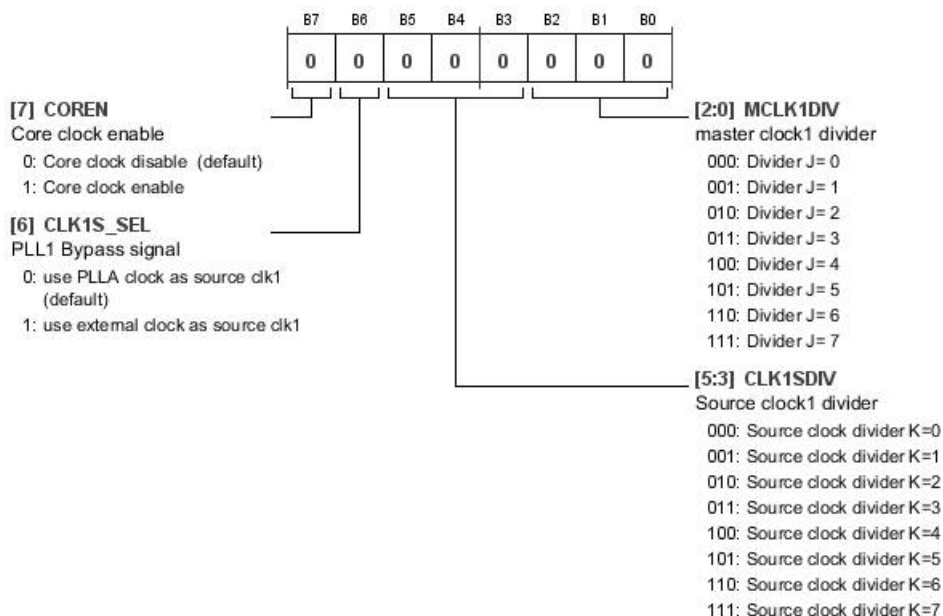 B7 B6 B5 B4 B3 B2 B1 B0
0 0 0 0 0 0 0 0
[7] COREN
Core clock enable
0: Core clock disable (default)
1: Core clock enable
[6] CLK1S_SEL
PLL1 Bypass signal
0: use PLLA clock as source clk1
(default)
1: use external clock as source clk1
[2:0] MCLK1DIV
master clock1 divider
000: Divider J= 0
001: Divider J= 1
010: Divider J= 2
011: Divider J= 3
100: Divider J= 4
101: Divider J= 5
110: Divider J= 6
111: Divider J= 7
[5:3] CLK1SDIV
Source clock1 divider
000: Source clock divider K=0
001: Source clock divider K=1
010: Source clock divider K=2
011: Source clock divider K=3
100: Source clock divider K=4
101: Source clock divider K=5
110: Source clock divider K=6
111: Source clock divider K=7